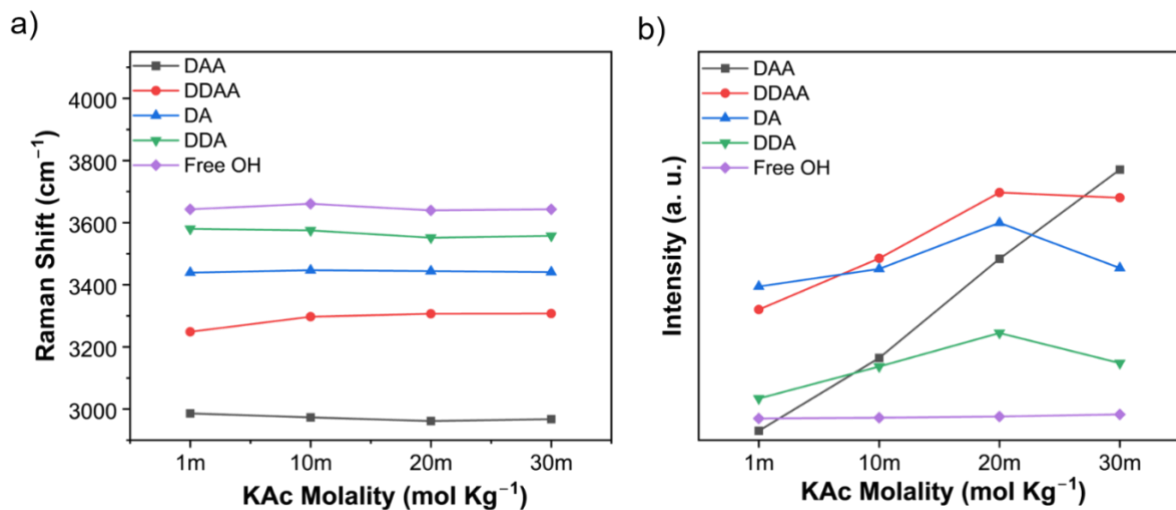 a)
DAA
DDAA
DA
DDA
Free OH
4000
3800
3600
3400
3200
3000
Raman Shift (cm⁻¹)
1m 10m 20m 30m
KAc Molality (mol Kg⁻¹)
b)
DAA
DDAA
DA
DDA
Free OH
Intensity (a. u.)
1m 10m 20m 30m
KAc Molality (mol Kg⁻¹)